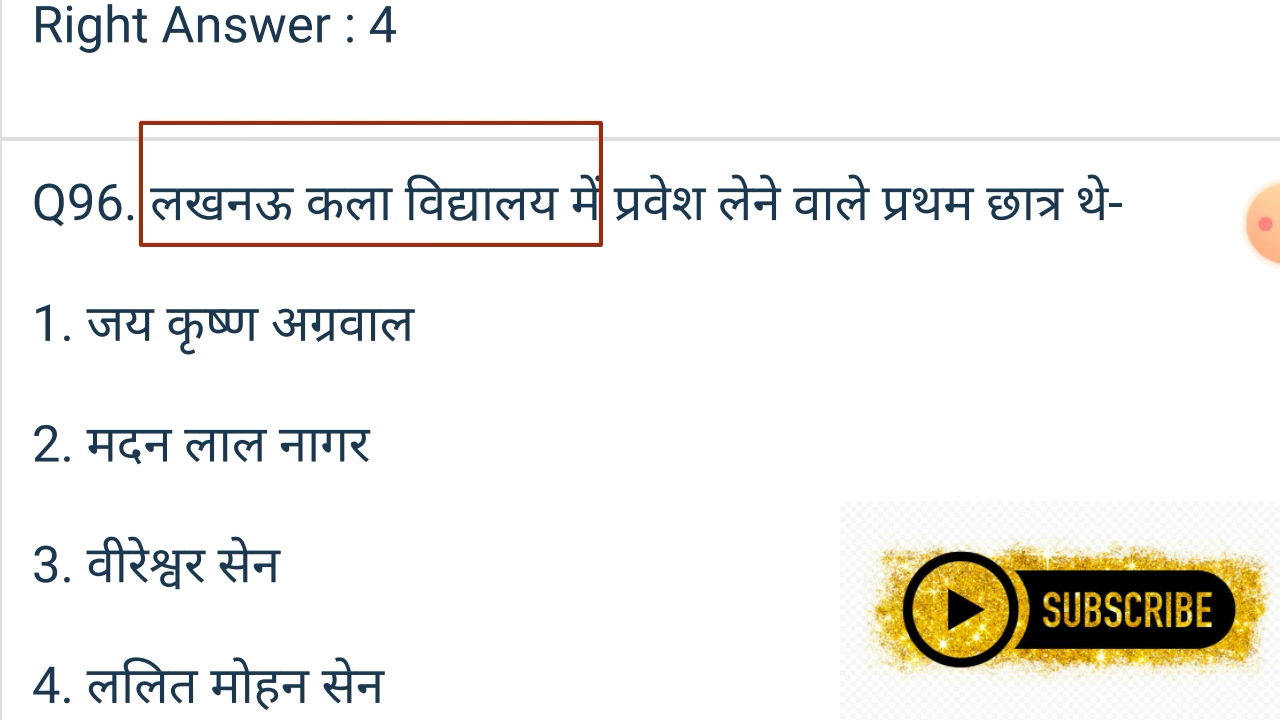 Right Answer : 4
Q96. लखनऊ कला विद्यालय में प्रवेश लेने वाले प्रथम छात्र थे-
1. जय कृष्ण अग्रवाल
2. मदन लाल नागर
3. वीरेश्वर सेन
4. ललित मोहन सेन
SUBSCRIBE